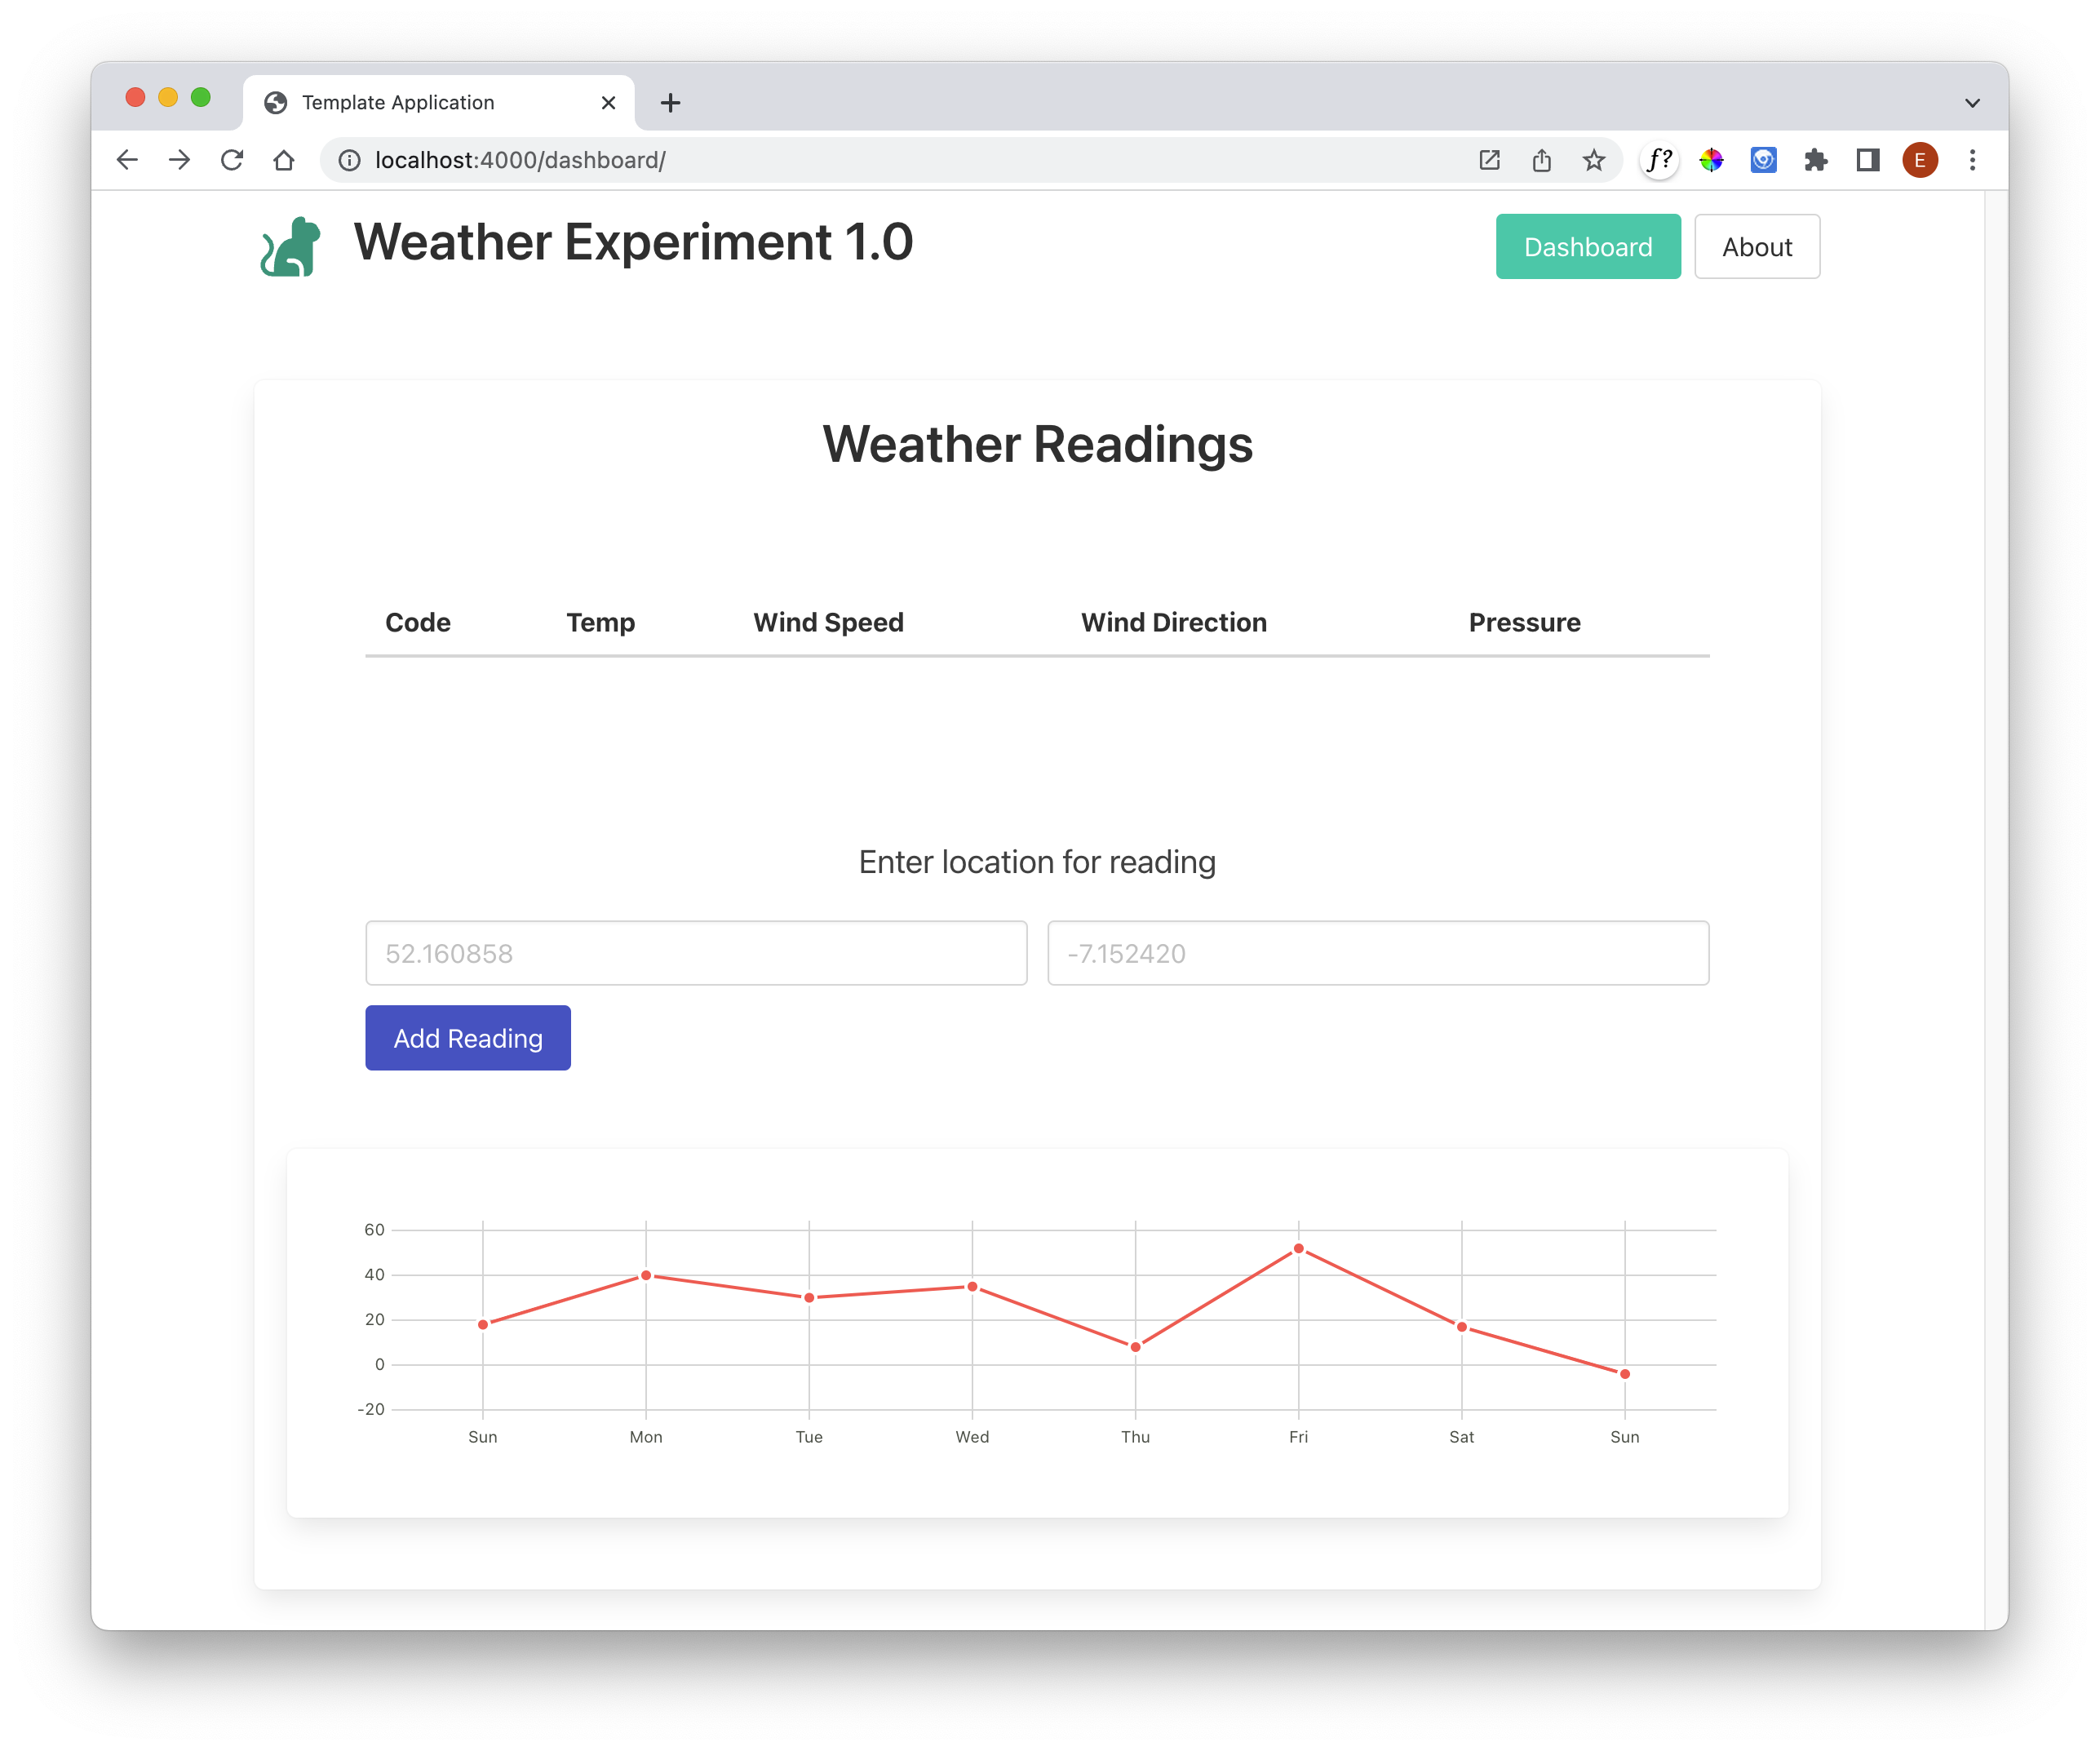 Template Application
localhost:4000/dashboard/
f?
E
Weather Experiment 1.0
Dashboard
About
Weather Readings
Code Temp Wind Speed Wind Direction Pressure
Enter location for reading
52.160858
-7.152420
Add Reading
60
40
20
0
-20
Sun Mon Tue Wed Thu Fri Sat Sun